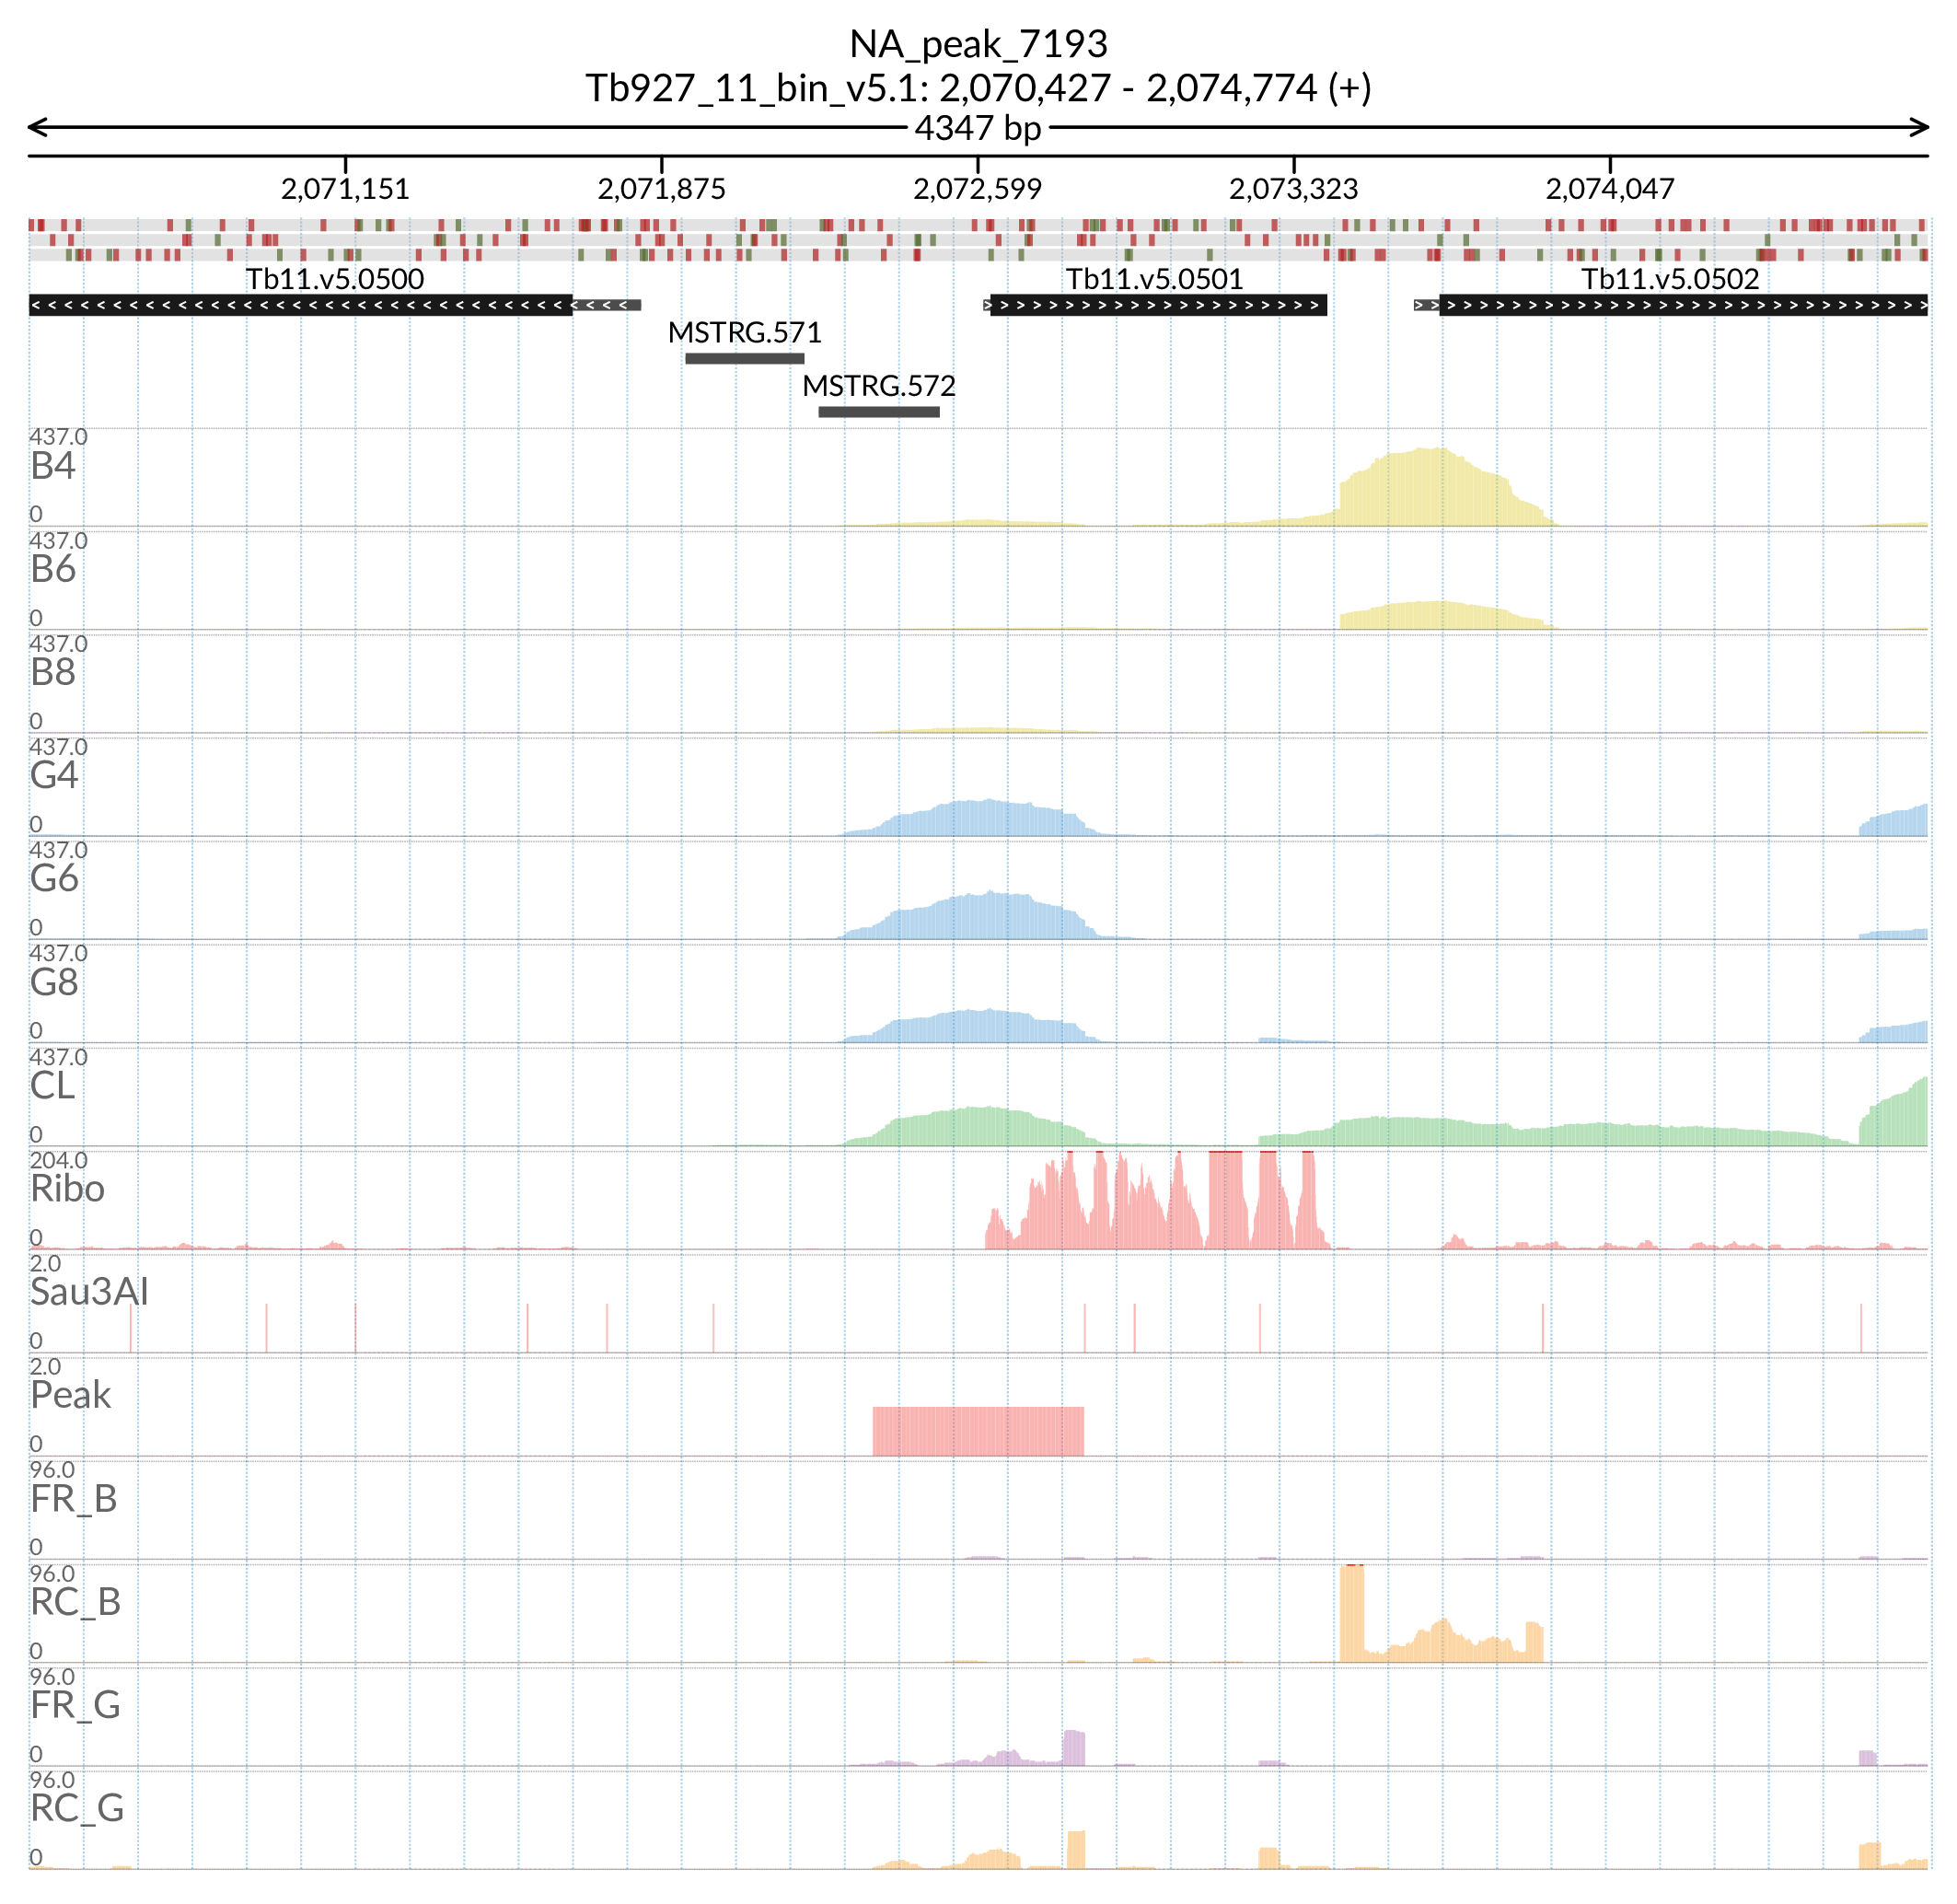 NA_peak_7193
Tb927_11_bin_v5.1: 2,070,427 - 2,074,774 (+)
4347 bp
2,071,151 2,071,875 2,072,599 2,073,323 2,074,047
Tb11.v5.0500 Tb11.v5.0501 Tb11.v5.0502
MSTRG.571
MSTRG.572
437.0
B4
0
437.0
B6
0
437.0
B8
0
437.0
G4
0
437.0
G6
0
437.0
G8
0
437.0
CL
0
204.0
Ribo
0
2.0
Sau3AI
0
2.0
Peak
0
96.0
FR_B
0
96.0
RC_B
0
96.0
FR_G
0
96.0
RC_G
0